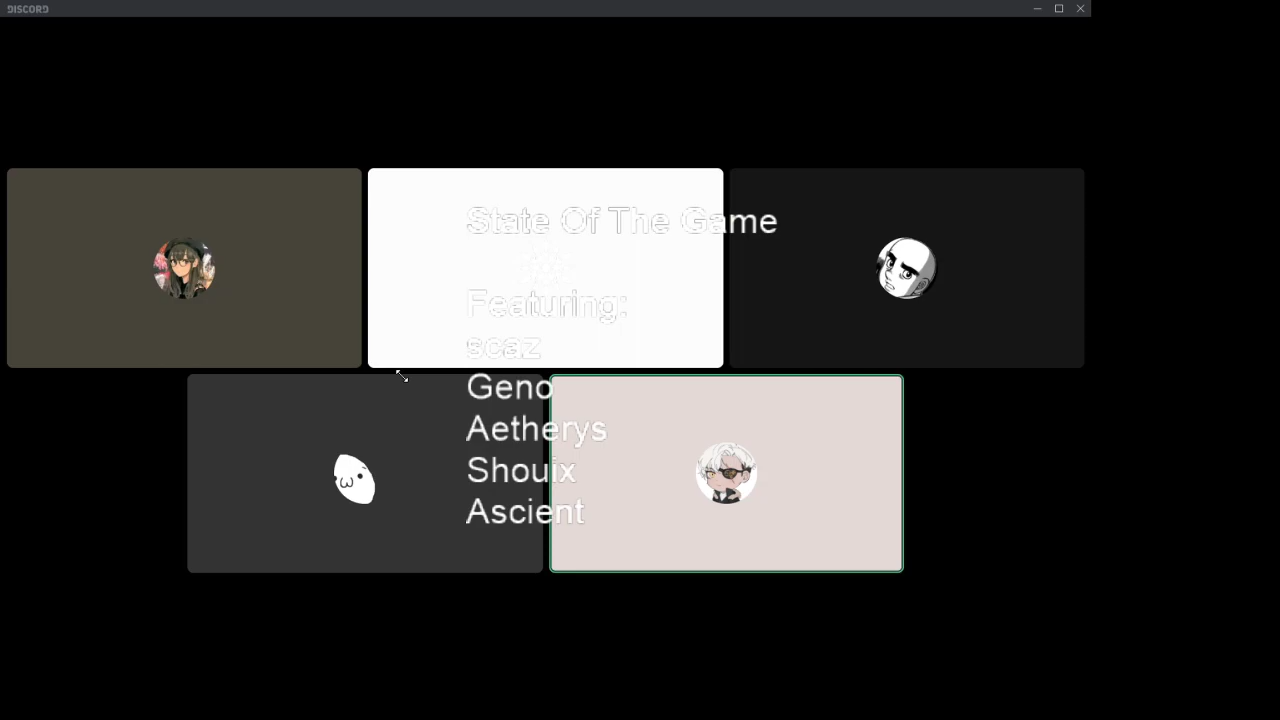 DISCORD
State Of The Game
Featuring:
scaz
Geno
Aetherys
Shouix
Ascient